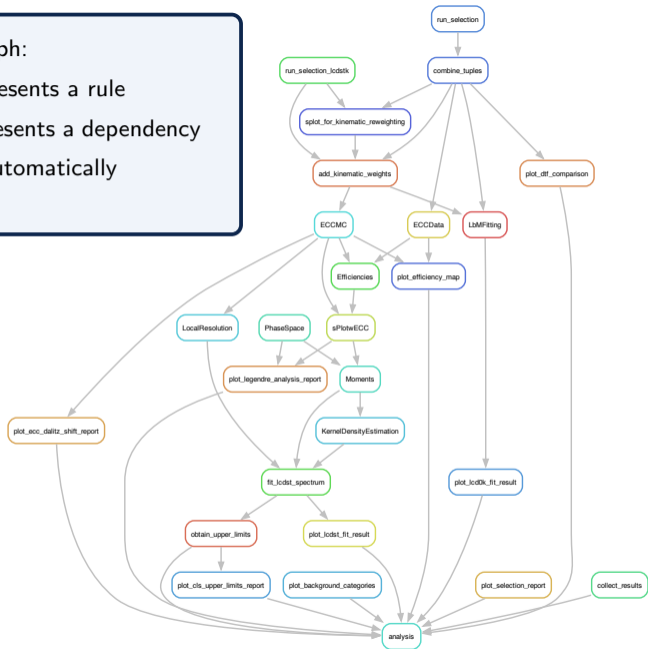 ph:
esents a rule
esents a dependency
utomatically
run_selection
run_selection_lcdstk
combine_tuples
splot_for_kinematic_reweighting
add_kinematic_weights
plot_dtf_comparison
ECCMC
ECCData
LbMFitting
Efficiencies
plot_efficiency_map
LocalResolution
PhaseSpace
sPlotwECC
plot_legendre_analysis_report
Moments
plot_ecc_dalitz_shift_report
KernelDensityEstimation
fit_lcdst_spectrum
plot_lcd0k_fit_result
obtain_upper_limits
plot_lcdst_fit_result
plot_cls_upper_limits_report
plot_background_categories
plot_selection_report
collect_results
analysis